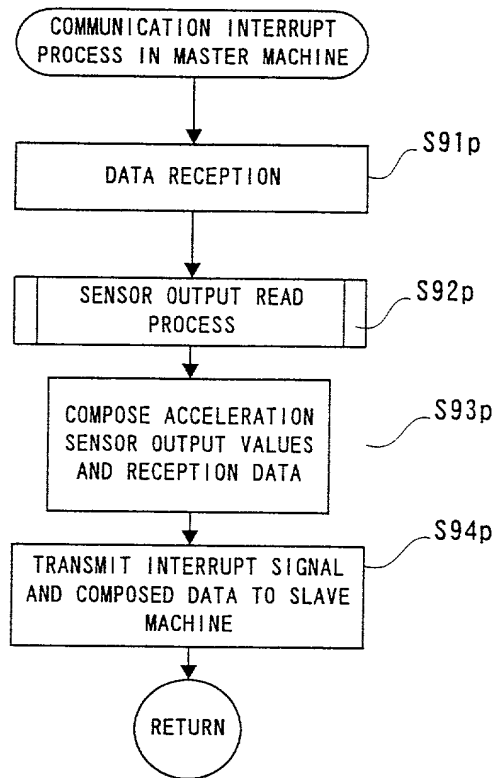 COMMUNICATION INTERRUPT
PROCESS IN MASTER MACHINE
S91p
DATA RECEPTION
S92p
SENSOR OUTPUT READ
PROCESS
S93p
COMPOSE ACCELERATION
SENSOR OUTPUT VALUES
AND RECEPTION DATA
S94p
TRANSMIT INTERRUPT SIGNAL
AND COMPOSED DATA TO SLAVE
MACHINE
RETURN